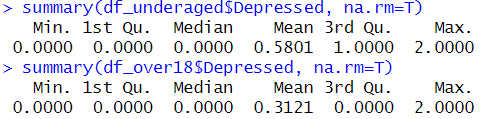 > summary(df_underaged$Depressed, na.rm=T)
Min. 1st Qu. Median Mean 3rd Qu. Max.
0.0000 0.0000 0.0000 0.5801 1.0000 2.0000
> summary(df_over18$Depressed, na.rm=T)
Min. 1st Qu. Median Mean 3rd Qu. Max.
0.0000 0.0000 0.0000 0.3121 0.0000 2.0000